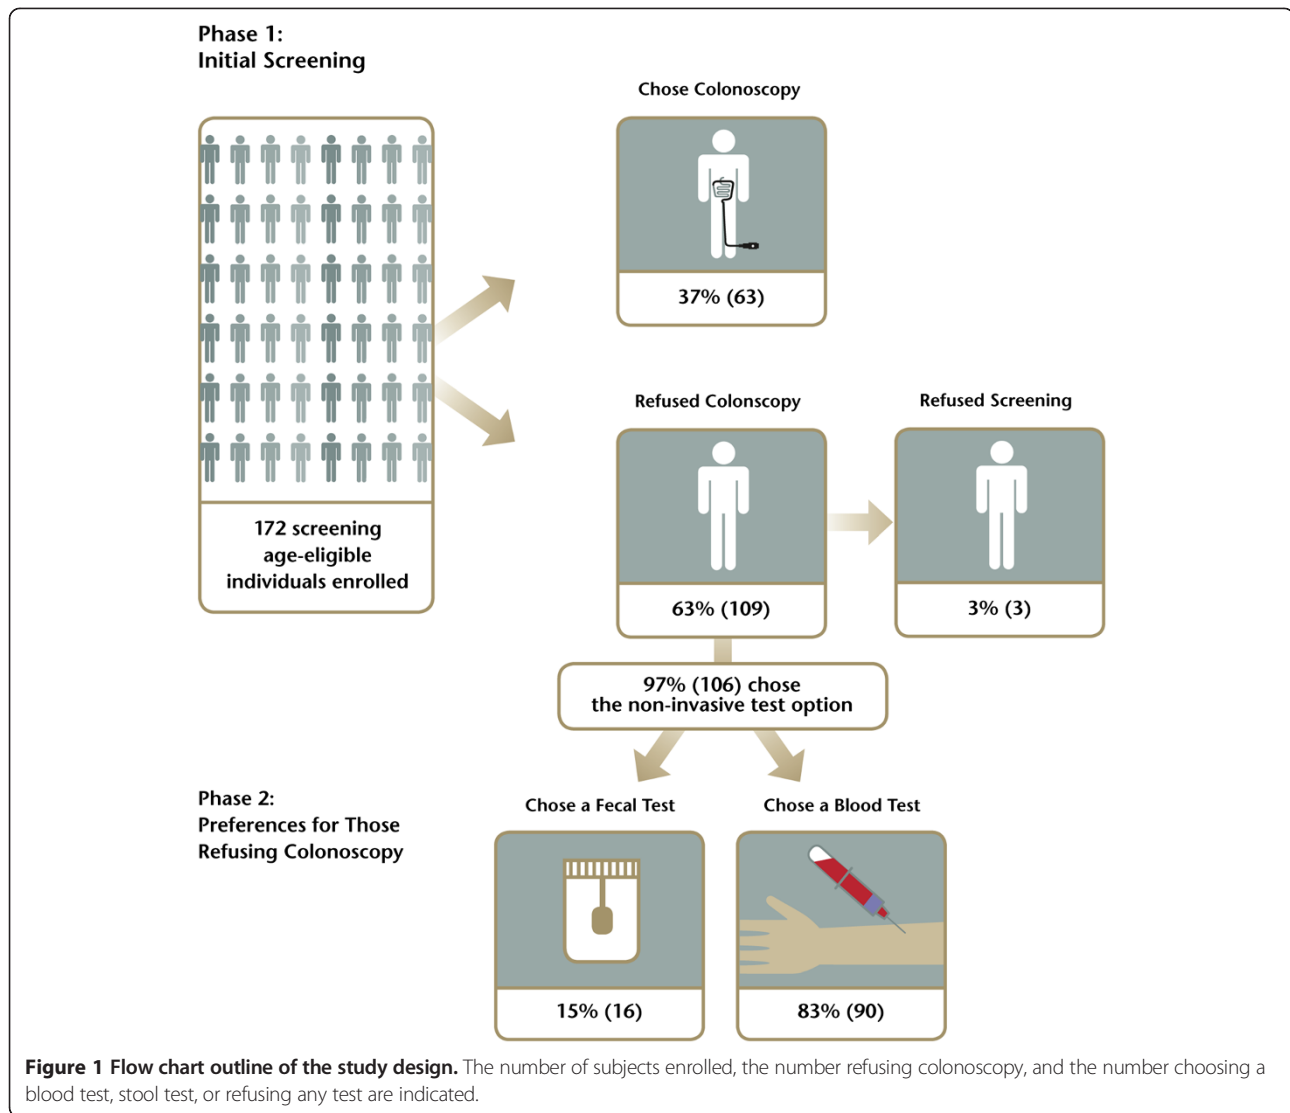 Phase 1:
Initial Screening
Chose Colonoscopy
37% (63)
172 screening
age-eligible
individuals enrolled
Refused Colonscopy
63% (109)
Refused Screening
3% (3)
97% (106) chose
the non-invasive test option
Phase 2:
Preferences for Those
Refusing Colonoscopy
Chose a Fecal Test
15% (16)
Chose a Blood Test
83% (90)
Figure 1 Flow chart outline of the study design. The number of subjects enrolled, the number refusing colonoscopy, and the number choosing a
blood test, stool test, or refusing any test are indicated.